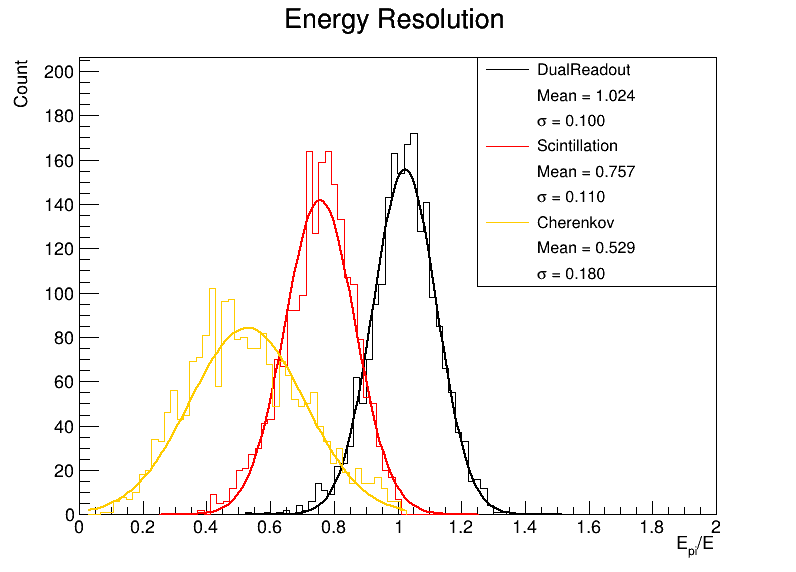 Energy Resolution
Count
200
180
160
140
120
100
80
60
40
20
0
DualReadout
Mean = 1.024
σ = 0.100
Scintillation
Mean = 0.757
σ = 0.110
Cherenkov
Mean = 0.529
σ = 0.180
0 0.2 0.4 0.6 0.8 1 1.2 1.4 1.6 1.8 2
E_pi/E